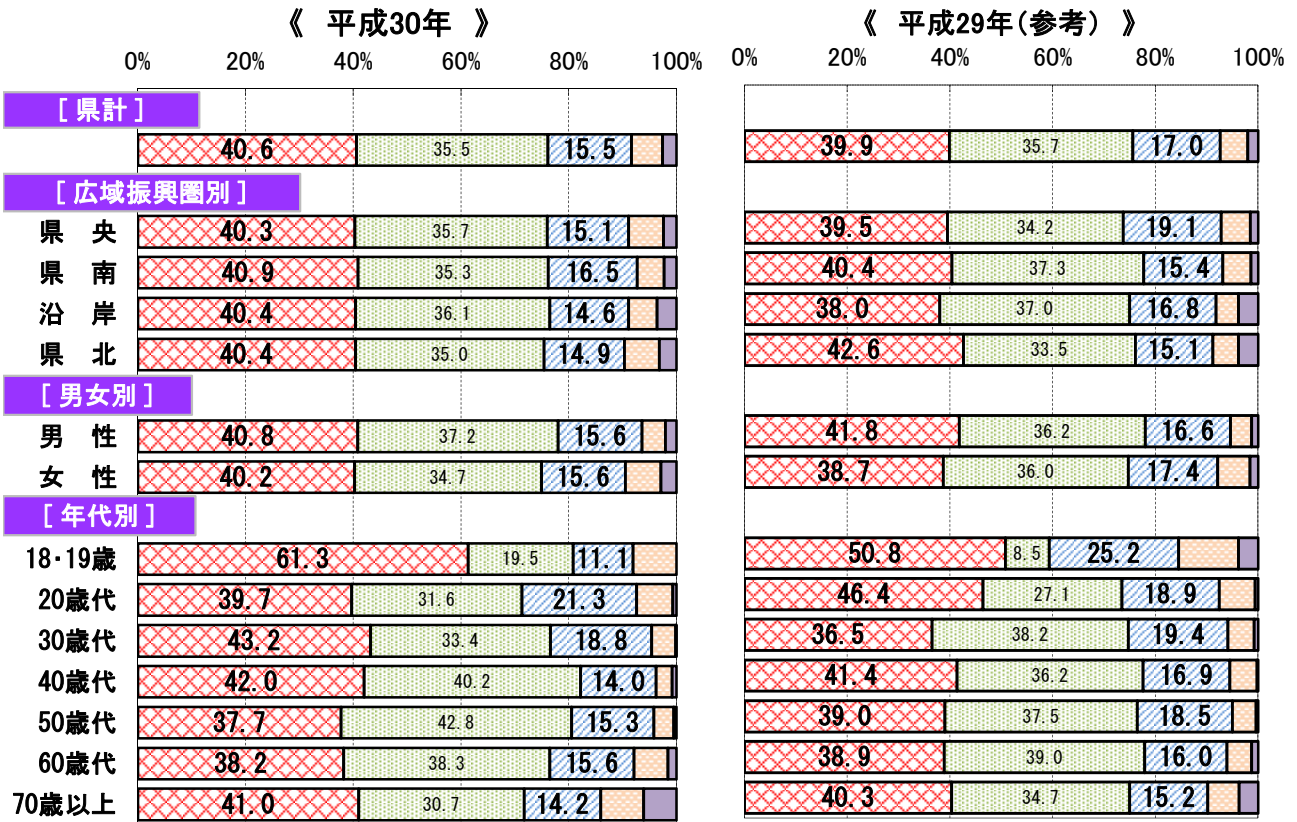 《 平成30年 》 《 平成29年(参考) 》
0% 20% 40% 60% 80% 100% 0% 20% 40% 60% 80% 100%
[ 県計 ]
40.6 35.5 15.5 39.9 35.7 17.0
[ 広域振興圏別 ]
県 央 40.3 35.7 15.1 39.5 34.2 19.1
県 南 40.9 35.3 16.5 40.4 37.3 15.4
沿 岸 40.4 36.1 14.6 38.0 37.0 16.8
県 北 40.4 35.0 14.9 42.6 33.5 15.1
[ 男女別 ]
男 性 40.8 37.2 15.6 41.8 36.2 16.6
女 性 40.2 34.7 15.6 38.7 36.0 17.4
[ 年代別 ]
18・19歳 61.3 19.5 11.1 50.8 8.5 25.2
20歳代 39.7 31.6 21.3 46.4 27.1 18.9
30歳代 43.2 33.4 18.8 36.5 38.2 19.4
40歳代 42.0 40.2 14.0 41.4 36.2 16.9
50歳代 37.7 42.8 15.3 39.0 37.5 18.5
60歳代 38.2 38.3 15.6 38.9 39.0 16.0
70歳以上 41.0 30.7 14.2 40.3 34.7 15.2